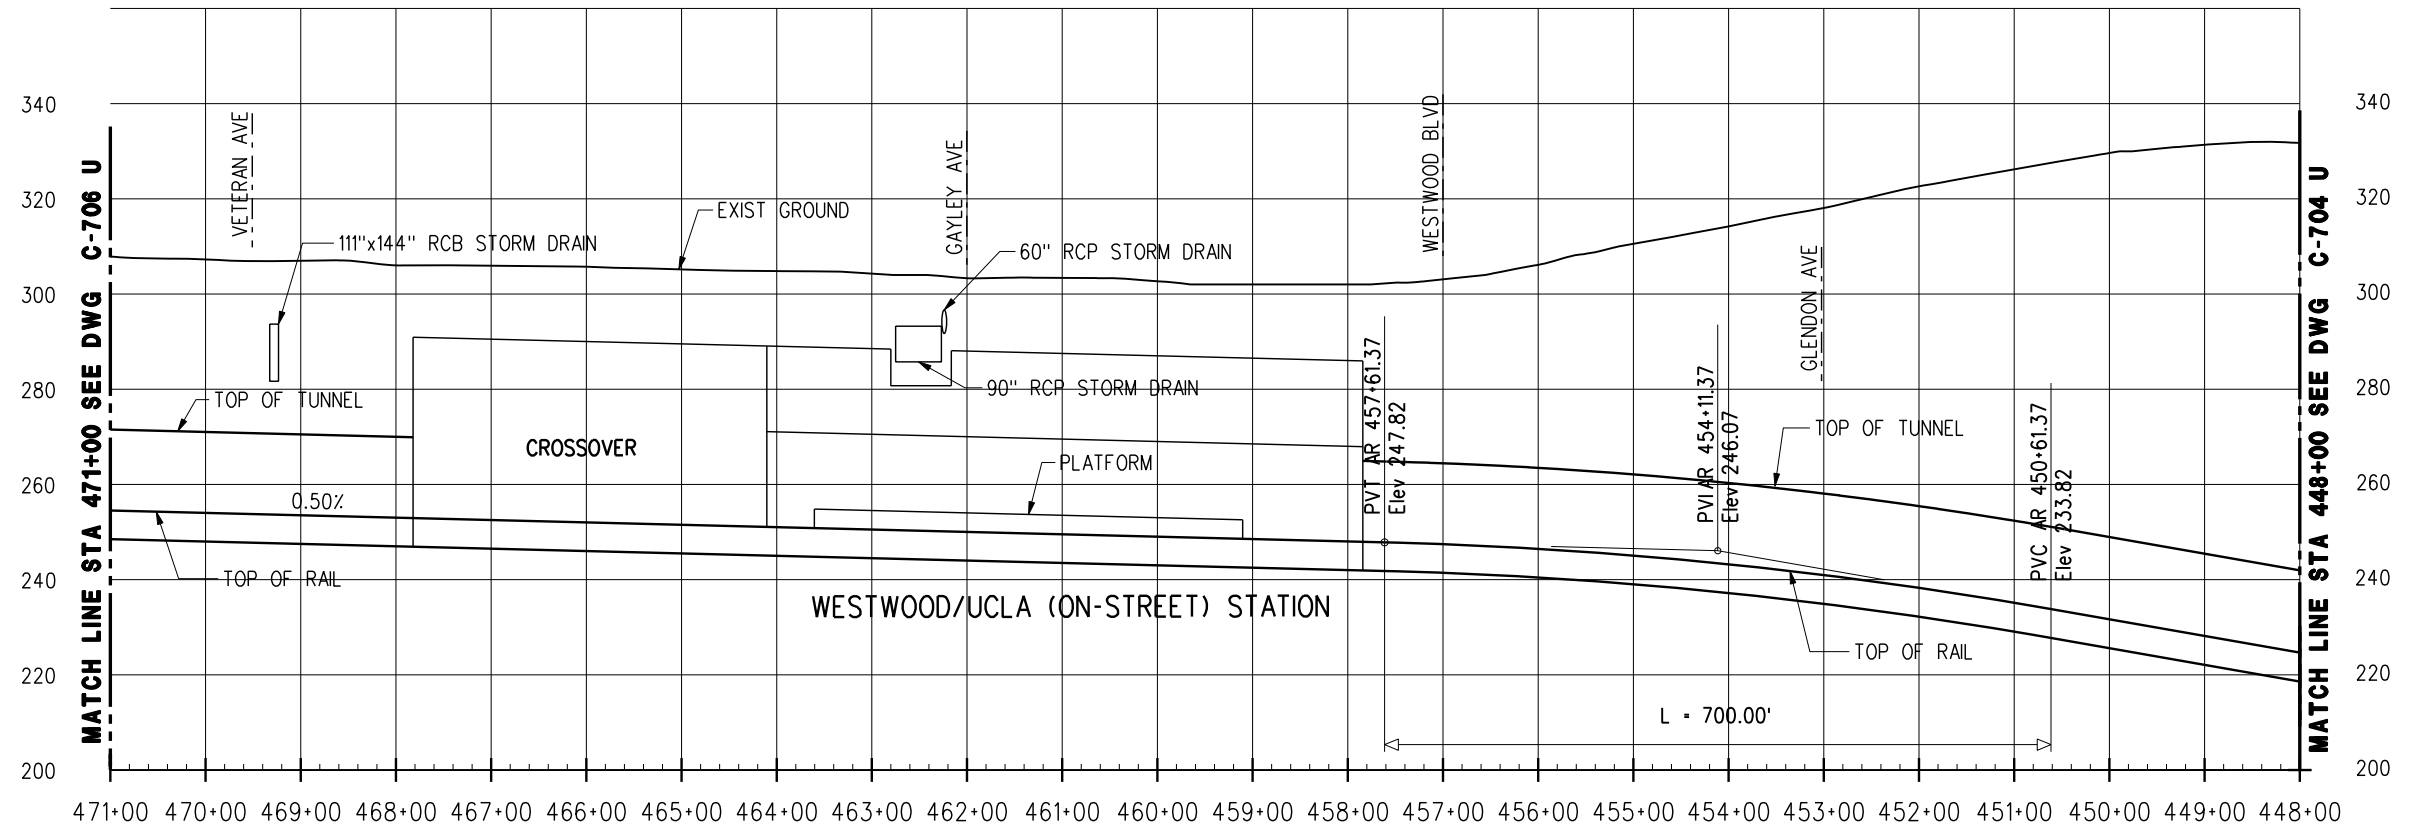 340
320
300
280
260
240
220
200
MATCH LINE STA 471+00 SEE DWG C-706 U
VETERAN AVE
111"x144" RCB STORM DRAIN
TOP OF TUNNEL
0.50%
TOP OF RAIL
EXIST GROUND
CROSSOVER
GAYLEY AVE
60" RCP STORM DRAIN
90" RCP STORM DRAIN
PLATFORM
WESTWOOD/UCLA (ON-STREET) STATION
WESTWOOD BLVD
PVT AR 457+61.37
Elev 247.82
PVI AR 454+11.37
Elev 246.07
GLENDON AVE
TOP OF TUNNEL
PVC AR 450+61.37
Elev 233.82
TOP OF RAIL
L = 700.00'
MATCH LINE STA 448+00 SEE DWG C-704 U
340
320
300
280
260
240
220
200
471+00 470+00 469+00 468+00 467+00 466+00 465+00 464+00 463+00 462+00 461+00 460+00 459+00 458+00 457+00 456+00 455+00 454+00 453+00 452+00 451+00 450+00 449+00 448+00